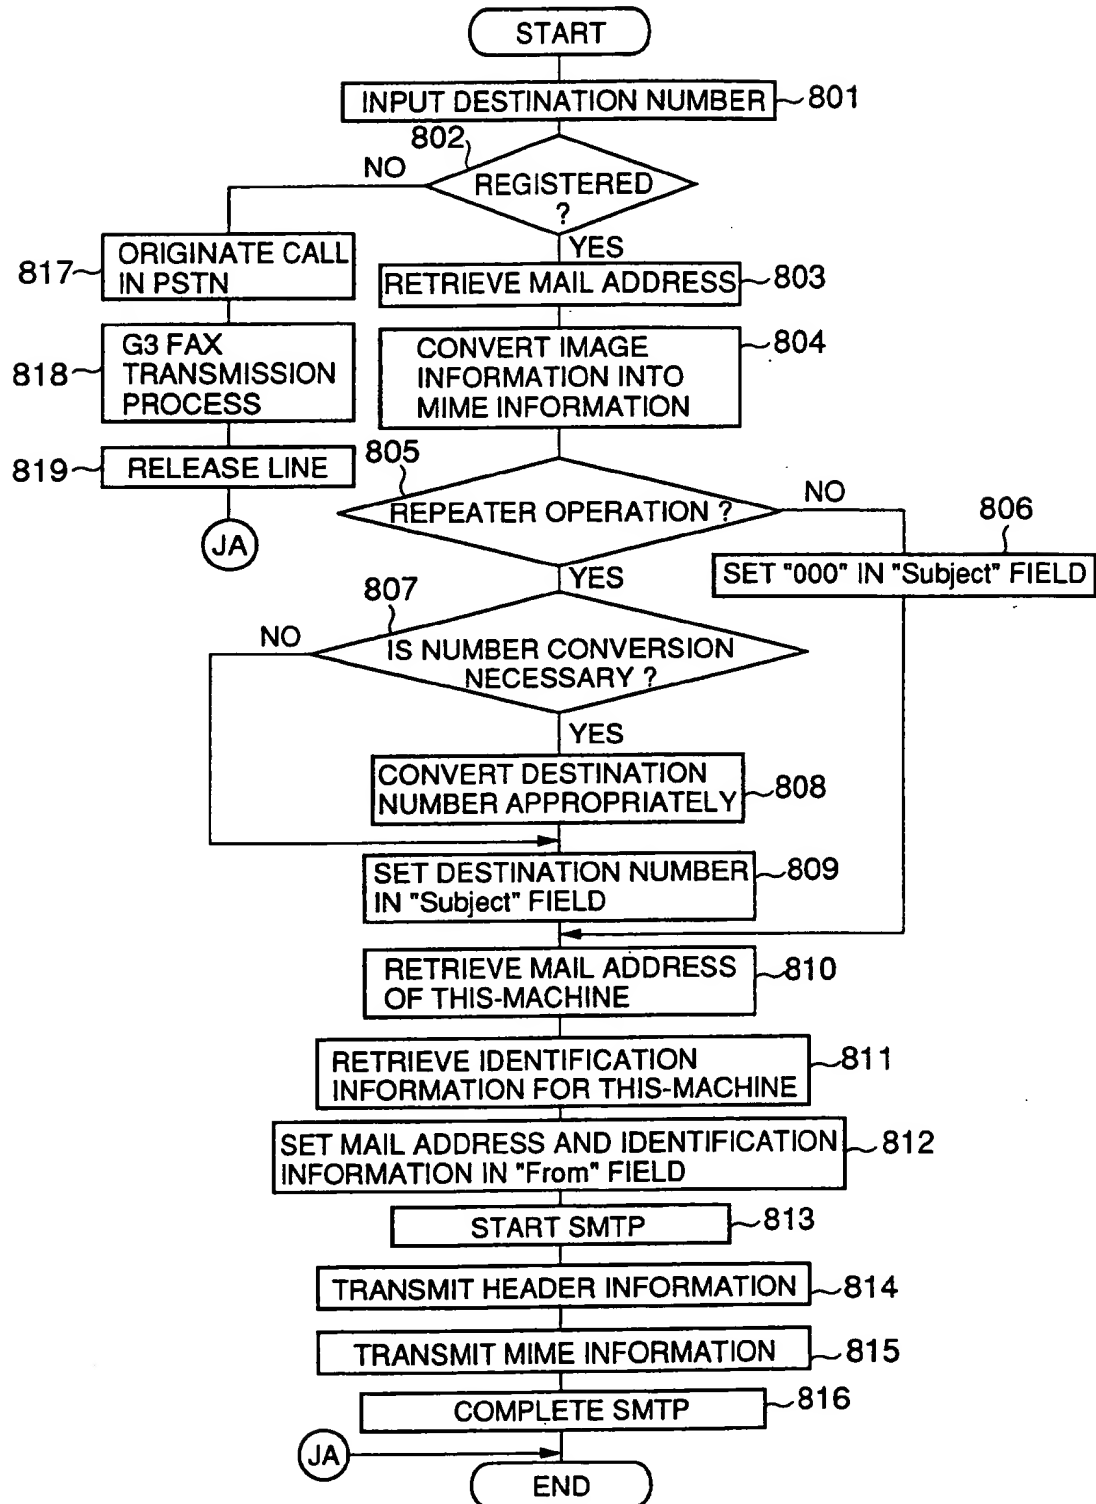 START
INPUT DESTINATION NUMBER
801
802
NO
REGISTERED
?
YES
817
ORIGINATE CALL
IN PSTN
RETRIEVE MAIL ADDRESS
803
818
G3 FAX
TRANSMISSION
PROCESS
CONVERT IMAGE
INFORMATION INTO
MIME INFORMATION
804
819
RELEASE LINE
JA
805
REPEATER OPERATION ?
NO
806
SET "000" IN "Subject" FIELD
YES
807
NO
IS NUMBER CONVERSION
NECESSARY ?
YES
CONVERT DESTINATION
NUMBER APPROPRIATELY
808
SET DESTINATION NUMBER
IN "Subject" FIELD
809
RETRIEVE MAIL ADDRESS
OF THIS-MACHINE
810
RETRIEVE IDENTIFICATION
INFORMATION FOR THIS-MACHINE
811
SET MAIL ADDRESS AND IDENTIFICATION
INFORMATION IN "From" FIELD
812
START SMTP
813
TRANSMIT HEADER INFORMATION
814
TRANSMIT MIME INFORMATION
815
COMPLETE SMTP
816
JA
END